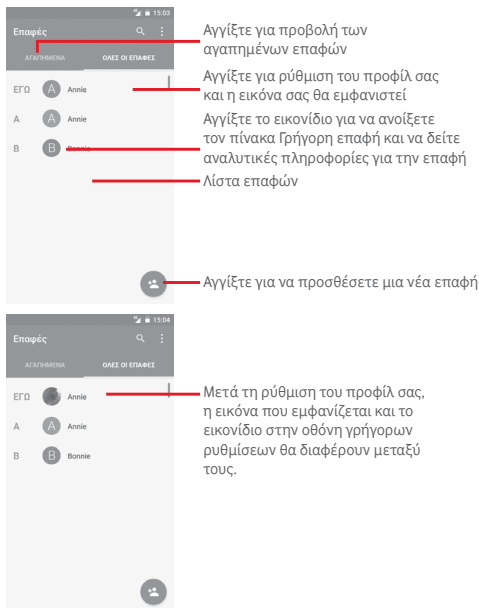 15:03
Επαφές
ΑΓΑΠΗΜΕΝΑ
ΟΛΕΣ ΟΙ ΕΠΑΦΕΣ
ΕΓΩ A Annie
A A Annie
B B Bonnie
Αγγίξτε για προβολή των
αγαπημένων επαφών
Αγγίξτε για ρύθμιση του προφίλ σας
και η εικόνα σας θα εμφανιστεί
Αγγίξτε το εικονίδιο για να ανοίξετε
τον πίνακα Γρήγορη επαφή και να δείτε
αναλυτικές πληροφορίες για την επαφή
Λίστα επαφών
Αγγίξτε για να προσθέσετε μια νέα επαφή
15:04
Επαφές
ΑΓΑΠΗΜΕΝΑ
ΟΛΕΣ ΟΙ ΕΠΑΦΕΣ
ΕΓΩ Annie
A A Annie
B B Bonnie
Μετά τη ρύθμιση του προφίλ σας,
η εικόνα που εμφανίζεται και το
εικονίδιο στην οθόνη γρήγορων
ρυθμίσεων θα διαφέρουν μεταξύ
τους.